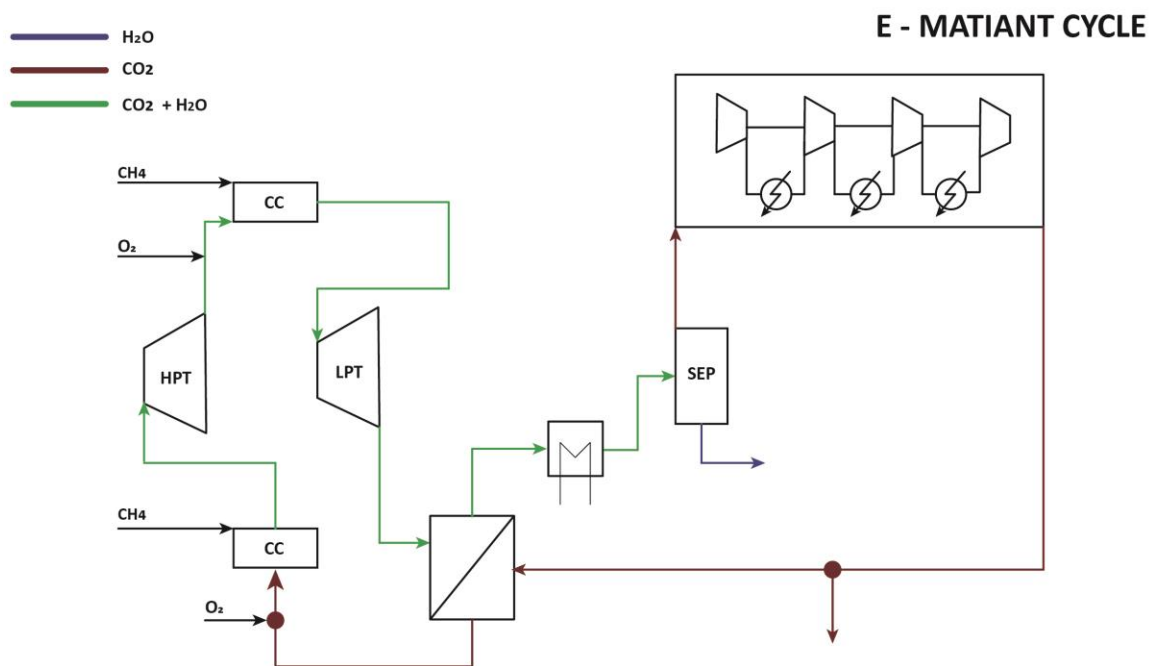 E - MATIANT CYCLE
H₂O
CO₂
CO₂ + H₂O
CH4
CC
O₂
HPT
LPT
SEP
CH4
CC
O₂